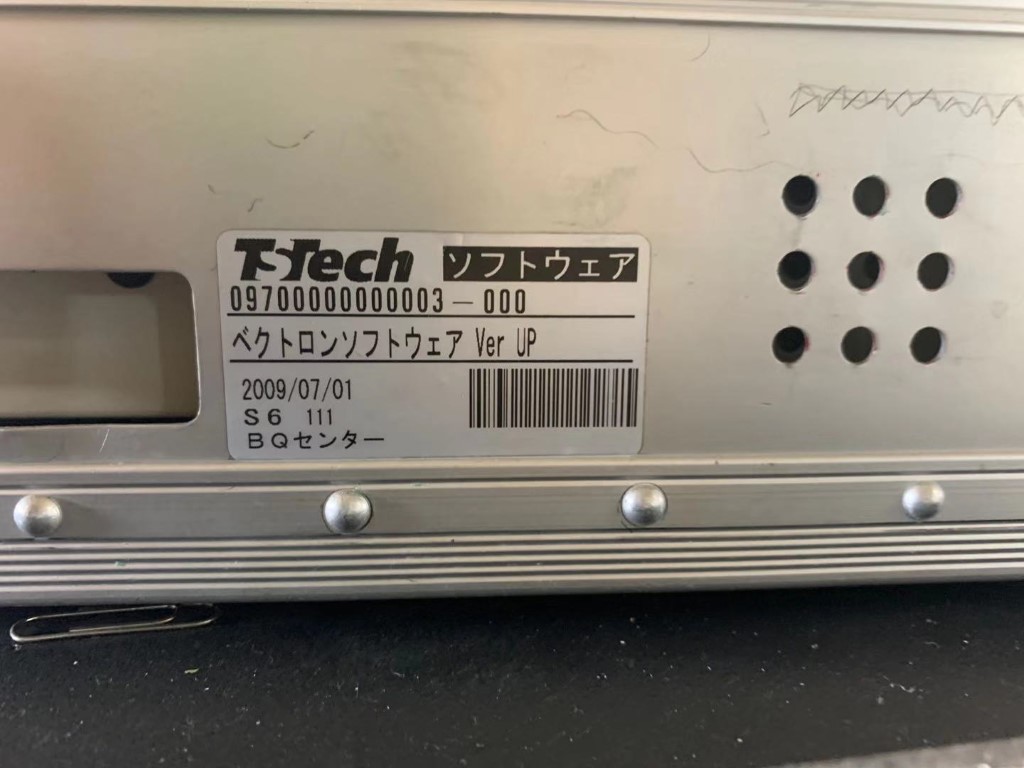 TSTech ソフトウェア
09700000000003-000
ベクトロンソフトウェア Ver UP
2009/07/01
S6 111
BQセンター